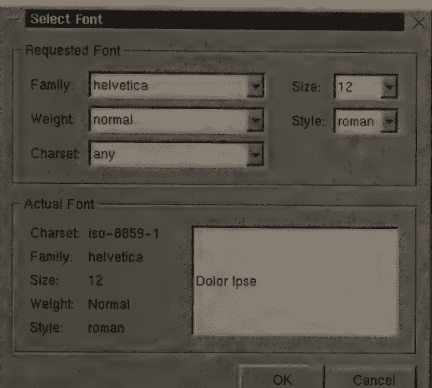 Select Font
Requested Font
Family: helvetica Size: 12
Weight: normal Style: roman
Charset: any
Actual Font
Charset: iso-8859-1
Family: helvetica
Size: 12
Weight: Normal
Style: roman
Dolor Ipse
OK Cancel